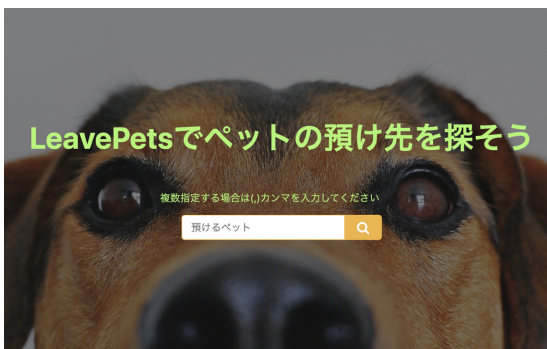 LeavePetsでペットの預け先を探そう
複数指定する場合は(,)カンマを入力してください
預けるペット